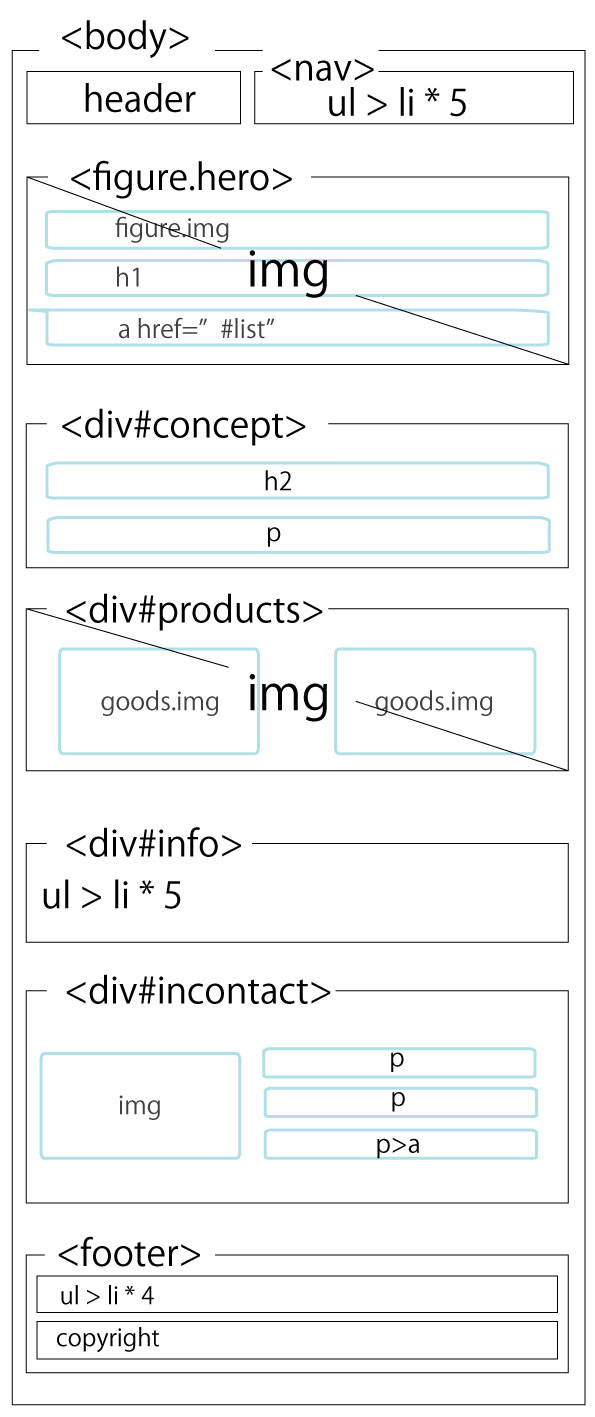 <body>
header
<nav>
ul > li * 5
<figure.hero>
figure.img
img
h1
a href=” #list”
<div#concept>
h2
p
<div#products>
goods.img
img
goods.img
<div#info>
ul > li * 5
<div#incontact>
img
p
p
p>a
<footer>
ul > li * 4
copyright